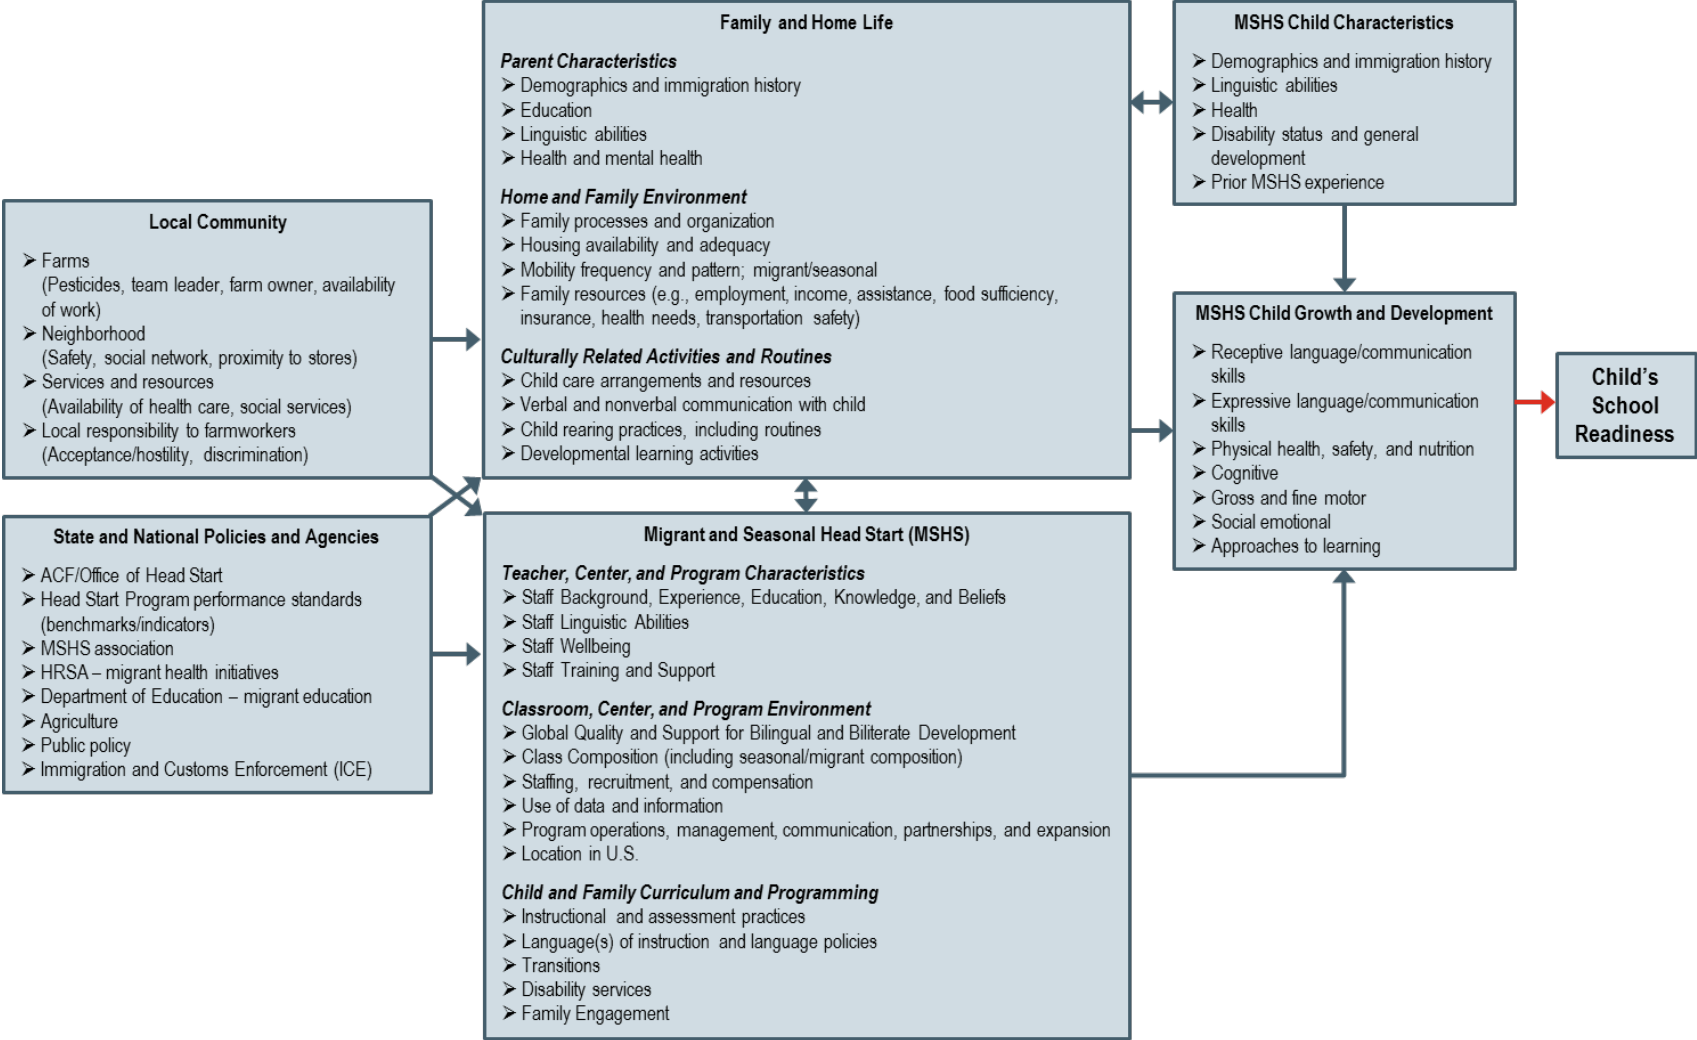 Family and Home Life
Parent Characteristics
➢ Demographics and immigration history
➢ Education
➢ Linguistic abilities
➢ Health and mental health
Home and Family Environment
➢ Family processes and organization
➢ Housing availability and adequacy
➢ Mobility frequency and pattern; migrant/seasonal
➢ Family resources (e.g., employment, income, assistance, food sufficiency,
insurance, health needs, transportation safety)
Culturally Related Activities and Routines
➢ Child care arrangements and resources
➢ Verbal and nonverbal communication with child
➢ Child rearing practices, including routines
➢ Developmental learning activities
MSHS Child Characteristics
➢ Demographics and immigration history
➢ Linguistic abilities
➢ Health
➢ Disability status and general
development
➢ Prior MSHS experience
Local Community
➢ Farms
(Pesticides, team leader, farm owner, availability
of work)
➢ Neighborhood
(Safety, social network, proximity to stores)
➢ Services and resources
(Availability of health care, social services)
➢ Local responsibility to farmworkers
(Acceptance/hostility, discrimination)
MSHS Child Growth and Development
➢ Receptive language/communication
skills
➢ Expressive language/communication
skills
➢ Physical health, safety, and nutrition
➢ Cognitive
➢ Gross and fine motor
➢ Social emotional
➢ Approaches to learning
Child's
School
Readiness
State and National Policies and Agencies
➢ ACF/Office of Head Start
➢ Head Start Program performance standards
(benchmarks/indicators)
➢ MSHS association
➢ HRSA – migrant health initiatives
➢ Department of Education – migrant education
➢ Agriculture
➢ Public policy
➢ Immigration and Customs Enforcement (ICE)
Migrant and Seasonal Head Start (MSHS)
Teacher, Center, and Program Characteristics
➢ Staff Background, Experience, Education, Knowledge, and Beliefs
➢ Staff Linguistic Abilities
➢ Staff Wellbeing
➢ Staff Training and Support
Classroom, Center, and Program Environment
➢ Global Quality and Support for Bilingual and Biliterate Development
➢ Class Composition (including seasonal/migrant composition)
➢ Staffing, recruitment, and compensation
➢ Use of data and information
➢ Program operations, management, communication, partnerships, and expansion
➢ Location in U.S.
Child and Family Curriculum and Programming
➢ Instructional and assessment practices
➢ Language(s) of instruction and language policies
➢ Transitions
➢ Disability services
➢ Family Engagement